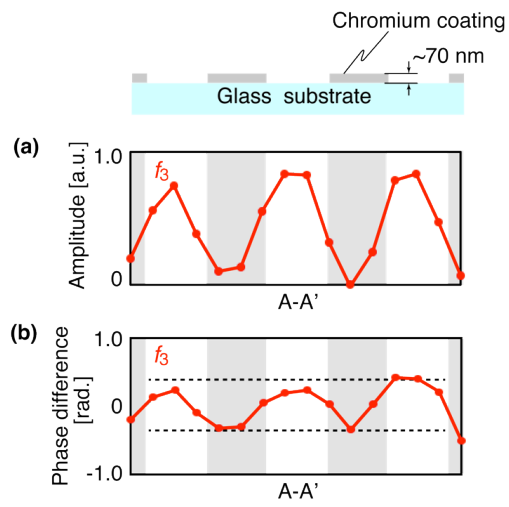 Chromium coating
~70 nm
Glass substrate
(a)
1.0
f3
Amplitude [a.u.]
0
A-A’
(b)
1.0
f3
Phase difference
[rad.]
0
-1.0
A-A’